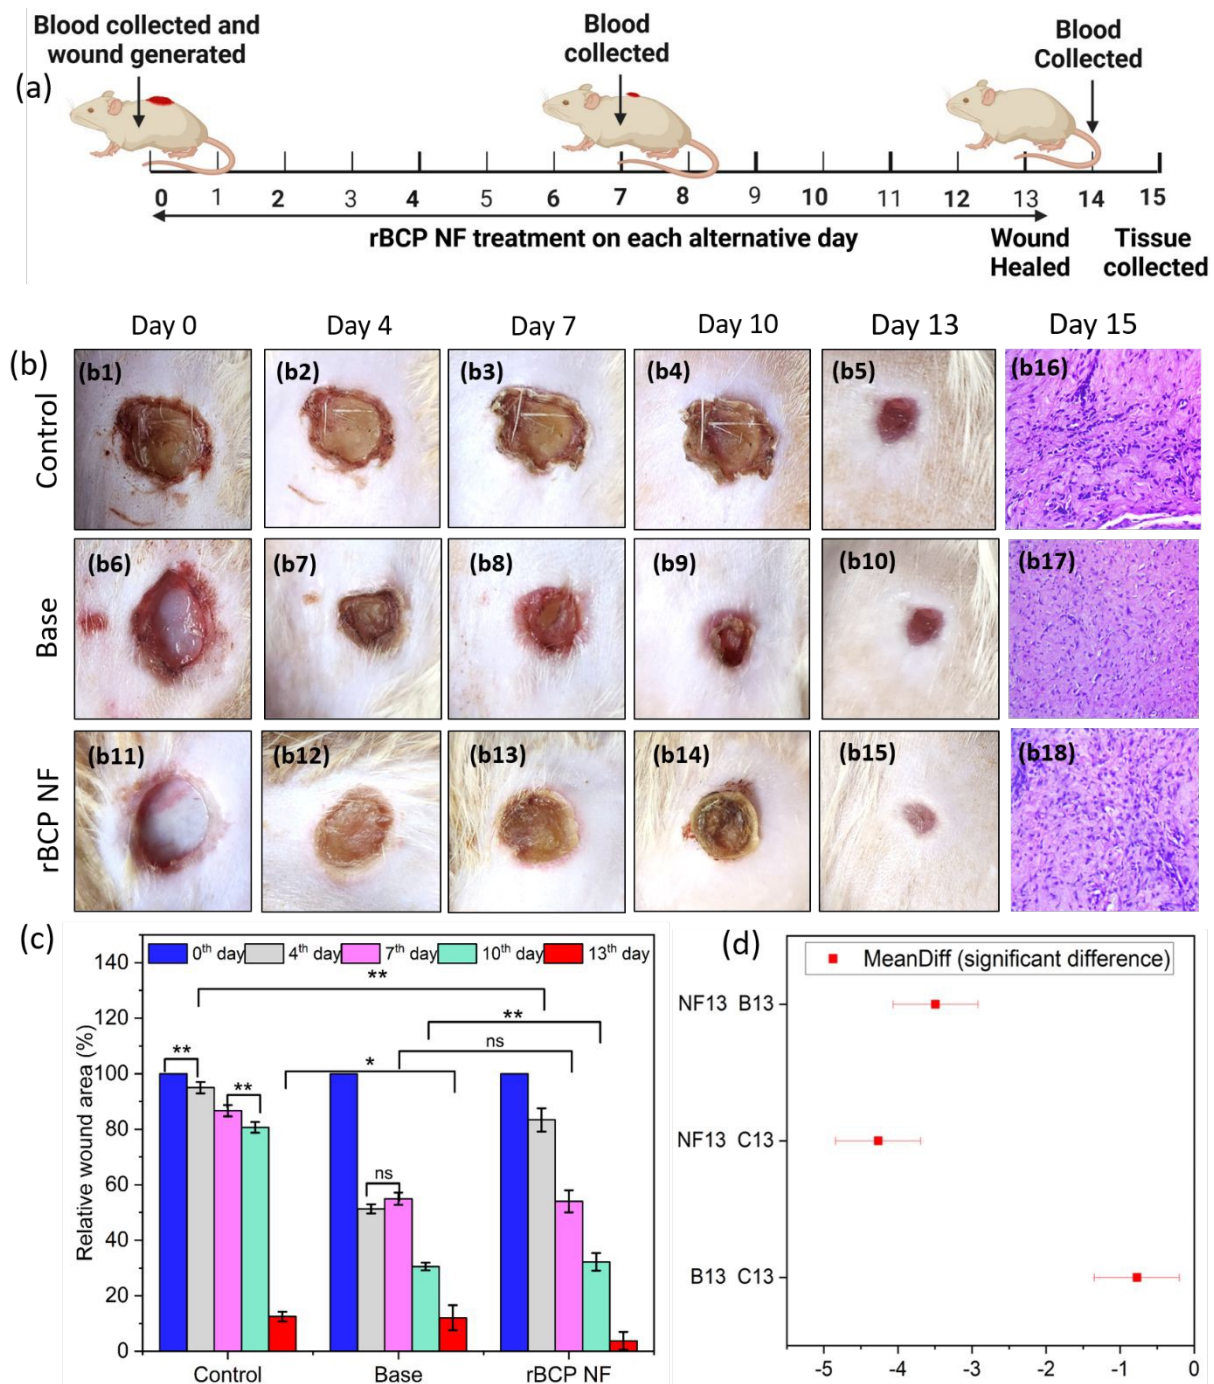 Blood collected and
wound generated
Blood
collected
Blood
Collected
(a)
0 1 2 3 4 5 6 7 8 9 10 11 12 13 14 15
rBCP NF treatment on each alternative day
Wound
Healed
Tissue
collected
Day 0 Day 4 Day 7 Day 10 Day 13 Day 15
(b)
Control
(b1) (b2) (b3) (b4) (b5) (b16)
Base
(b6) (b7) (b8) (b9) (b10) (b17)
rBCP NF
(b11) (b12) (b13) (b14) (b15) (b18)
(c)
0th day 4th day 7th day 10th day 13th day
Relative wound area (%)
140
120
100
80
60
40
20
0
**
**
ns
*
**
**
ns
Control Base rBCP NF
(d)
MeanDiff (significant difference)
NF13 B13
NF13 C13
B13 C13
-5 -4 -3 -2 -1 0